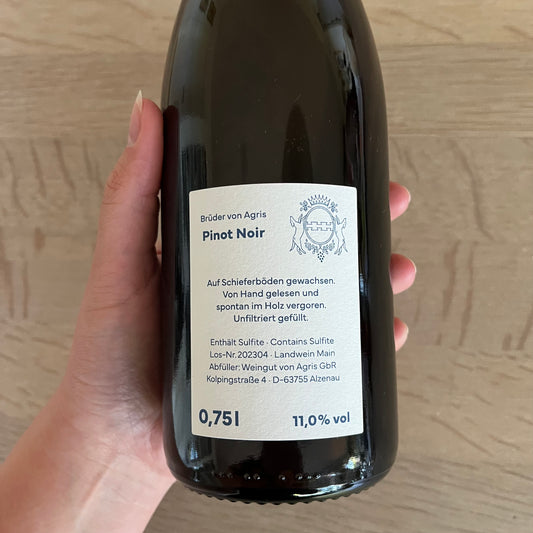 Brüder von Agris
Pinot Noir
Auf Schieferböden gewachsen.
Von Hand gelesen und
spontan im Holz vergoren.
Unfiltriert gefüllt.
Enthält Sulfite · Contains Sulfite
Los-Nr. 202304 · Landwein Main
Abfüller: Weingut von Agris GbR
Kolpingstraße 4 · D-63755 Alzenau
0,75 l
11,0% vol